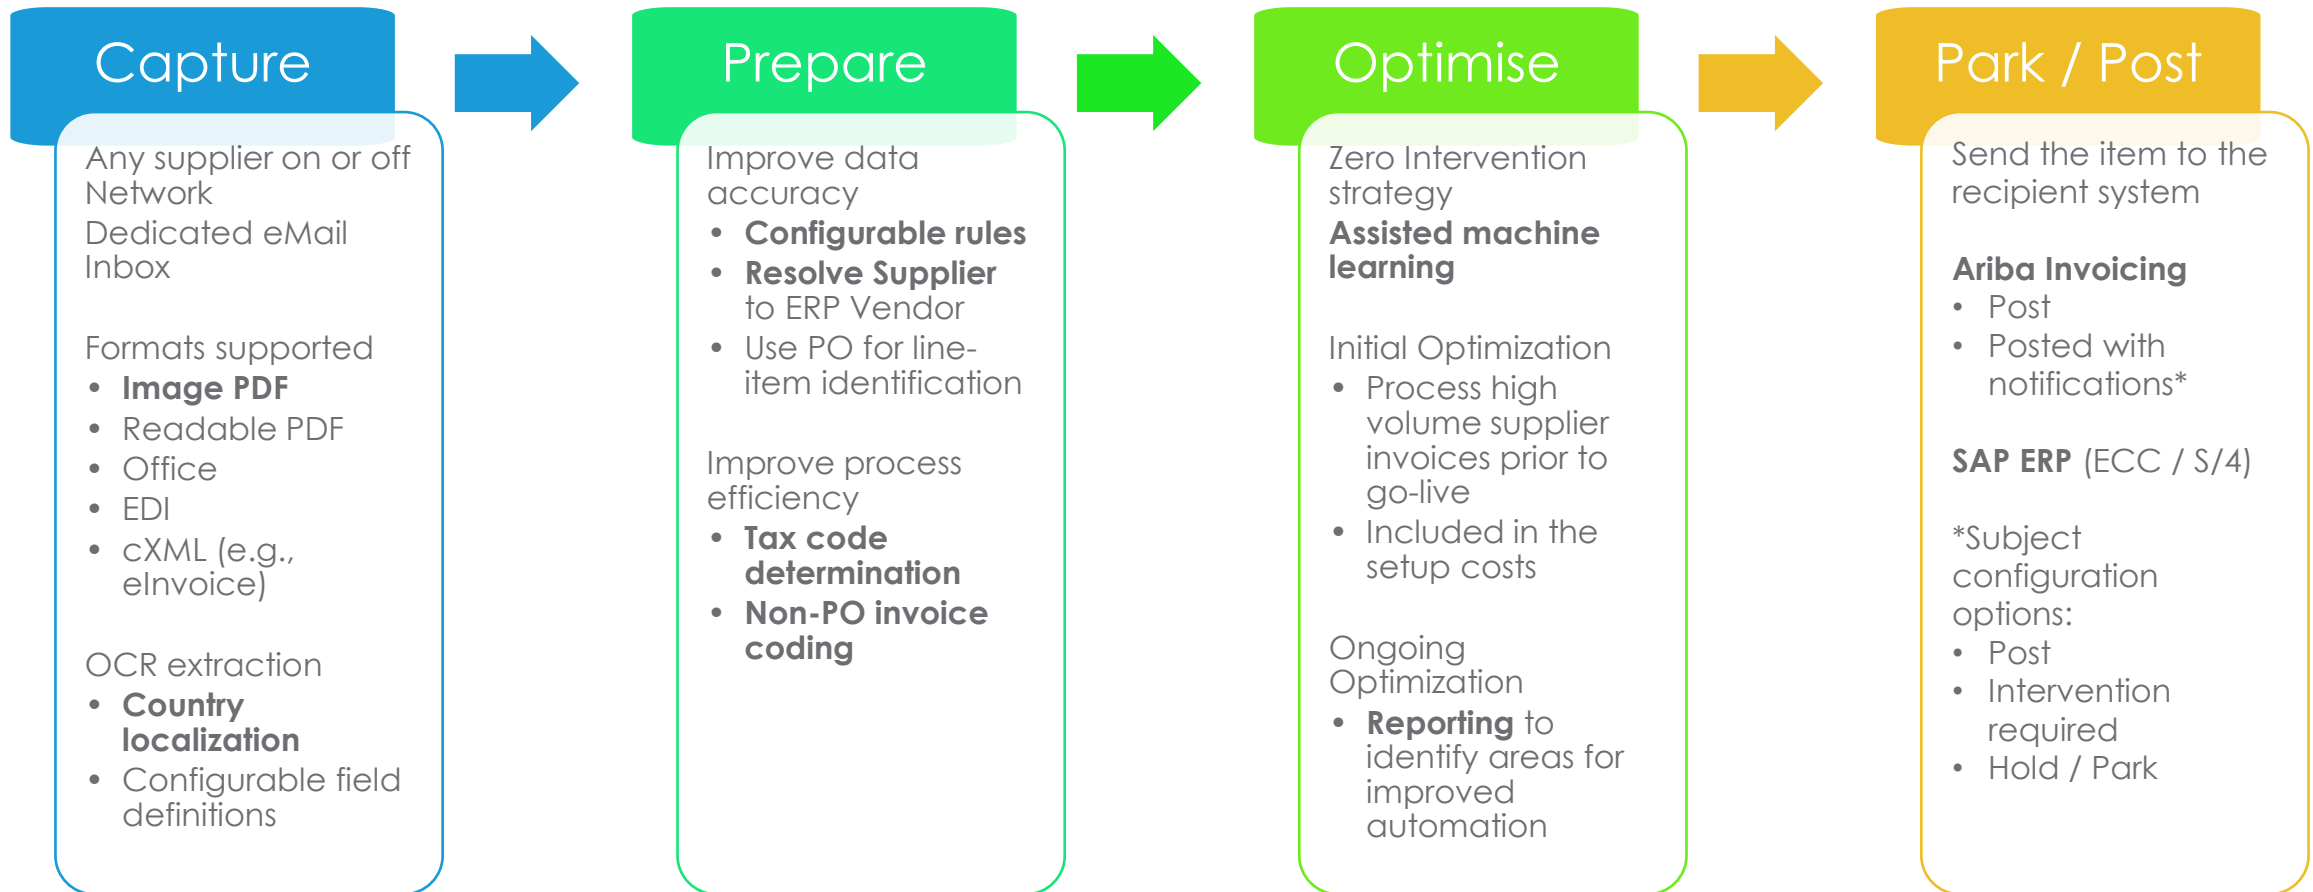 Capture
Any supplier on or off
Network
Dedicated eMail
Inbox
Formats supported
• Image PDF
• Readable PDF
• Office
• EDI
• cXML (e.g.,
eInvoice)
OCR extraction
• Country
localization
• Configurable field
definitions
Prepare
Improve data
accuracy
• Configurable rules
• Resolve Supplier
to ERP Vendor
• Use PO for line-
item identification
Improve process
efficiency
• Tax code
determination
• Non-PO invoice
coding
Optimise
Zero Intervention
strategy
Assisted machine
learning
Initial Optimization
• Process high
volume supplier
invoices prior to
go-live
• Included in the
setup costs
Ongoing
Optimization
• Reporting to
identify areas for
improved
automation
Park / Post
Send the item to the
recipient system
Ariba Invoicing
• Post
• Posted with
notifications*
SAP ERP (ECC / S/4)
*Subject
configuration
options:
• Post
• Intervention
required
• Hold / Park